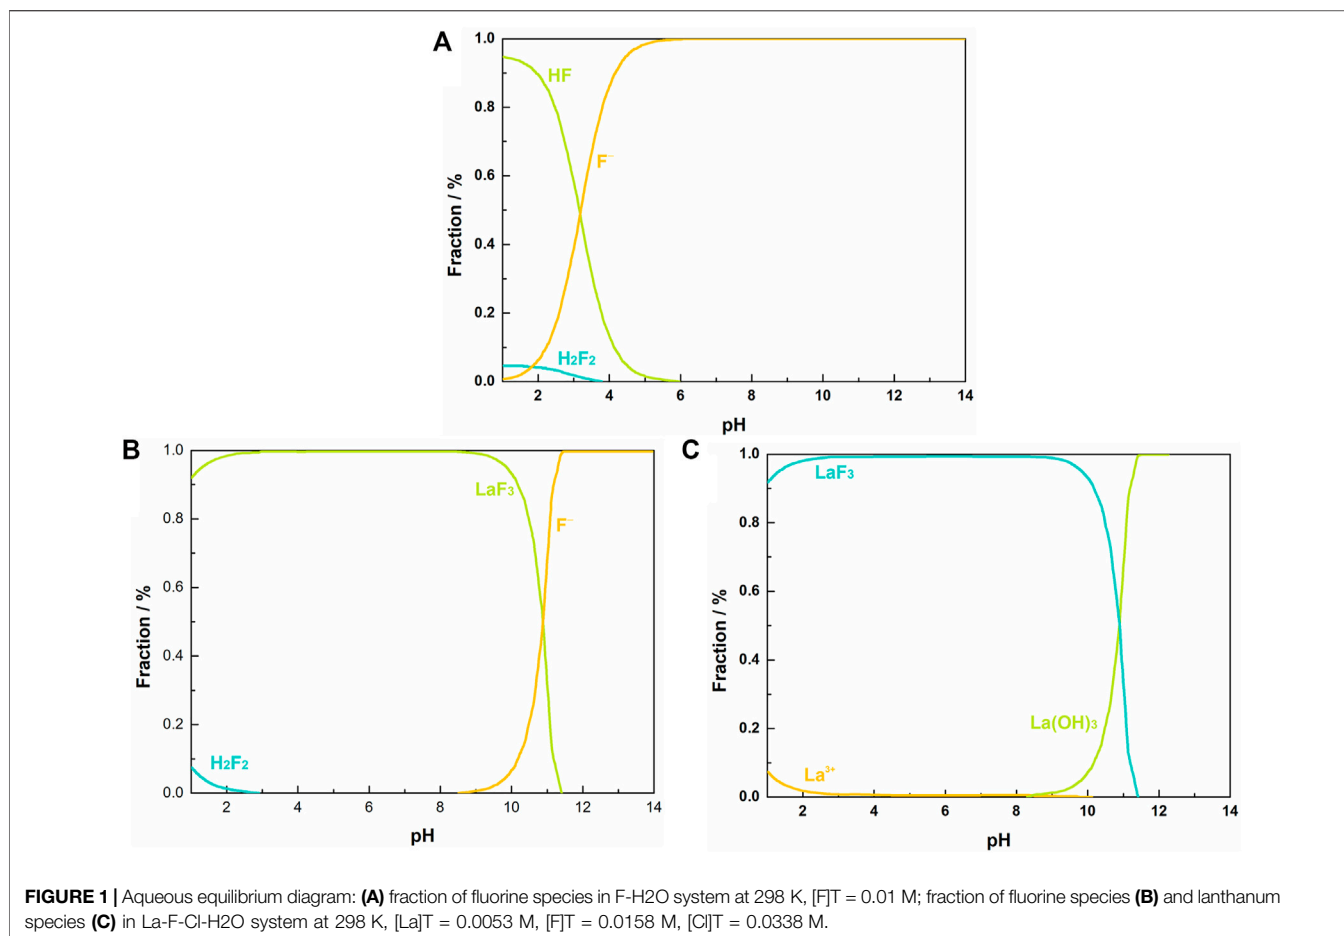 A
1.0
0.8
0.6
0.4
0.2
0.0
Fraction / %
HF
F⁻
H2F2
2 4 6 8 10 12 14
pH
B
1.0
0.8
0.6
0.4
0.2
0.0
Fraction / %
LaF3
F⁻
H2F2
2 4 6 8 10 12 14
pH
C
1.0
0.8
0.6
0.4
0.2
0.0
Fraction / %
LaF3
La(OH)3
La³⁺
2 4 6 8 10 12 14
pH
FIGURE 1 | Aqueous equilibrium diagram: (A) fraction of fluorine species in F-H2O system at 298 K, [F]T = 0.01 M; fraction of fluorine species (B) and lanthanum
species (C) in La-F-Cl-H2O system at 298 K, [La]T = 0.0053 M, [F]T = 0.0158 M, [Cl]T = 0.0338 M.